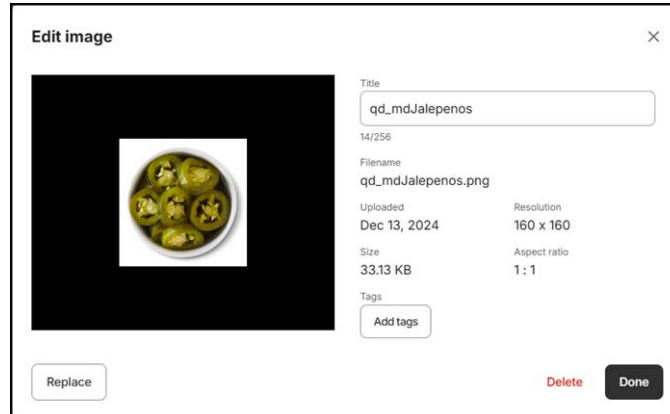 Edit image
Title
qd_mdJalepenos
14/256
Filename
qd_mdJalepenos.png
Uploaded
Dec 13, 2024
Resolution
160 x 160
Size
33.13 KB
Aspect ratio
1 : 1
Tags
Add tags
Replace
Delete
Done